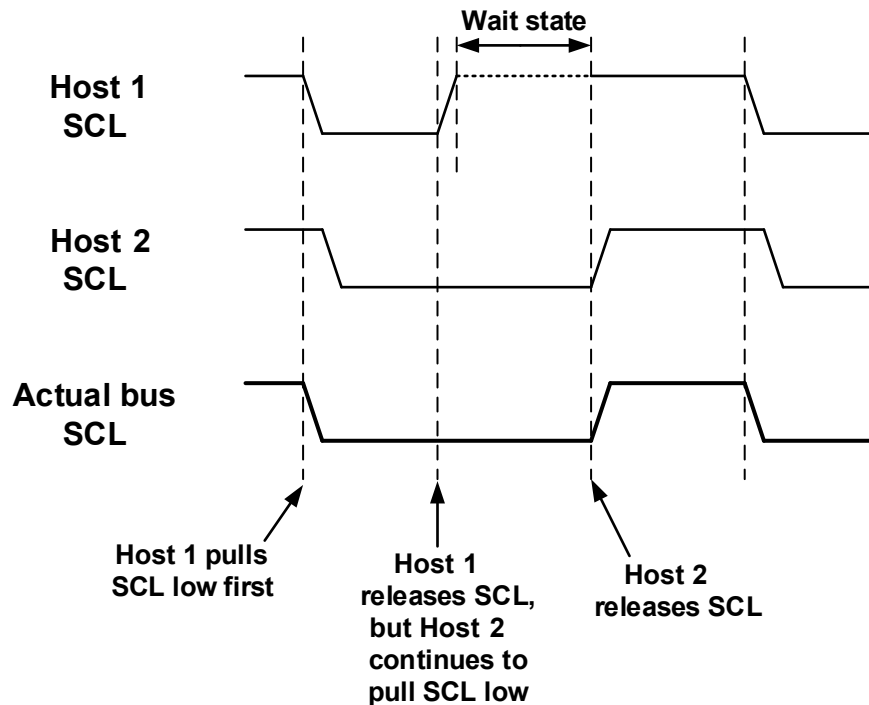 Wait state
Host 1
SCL
Host 2
SCL
Actual bus
SCL
Host 1 pulls
SCL low first
Host 1
releases SCL,
but Host 2
continues to
pull SCL low
Host 2
releases SCL